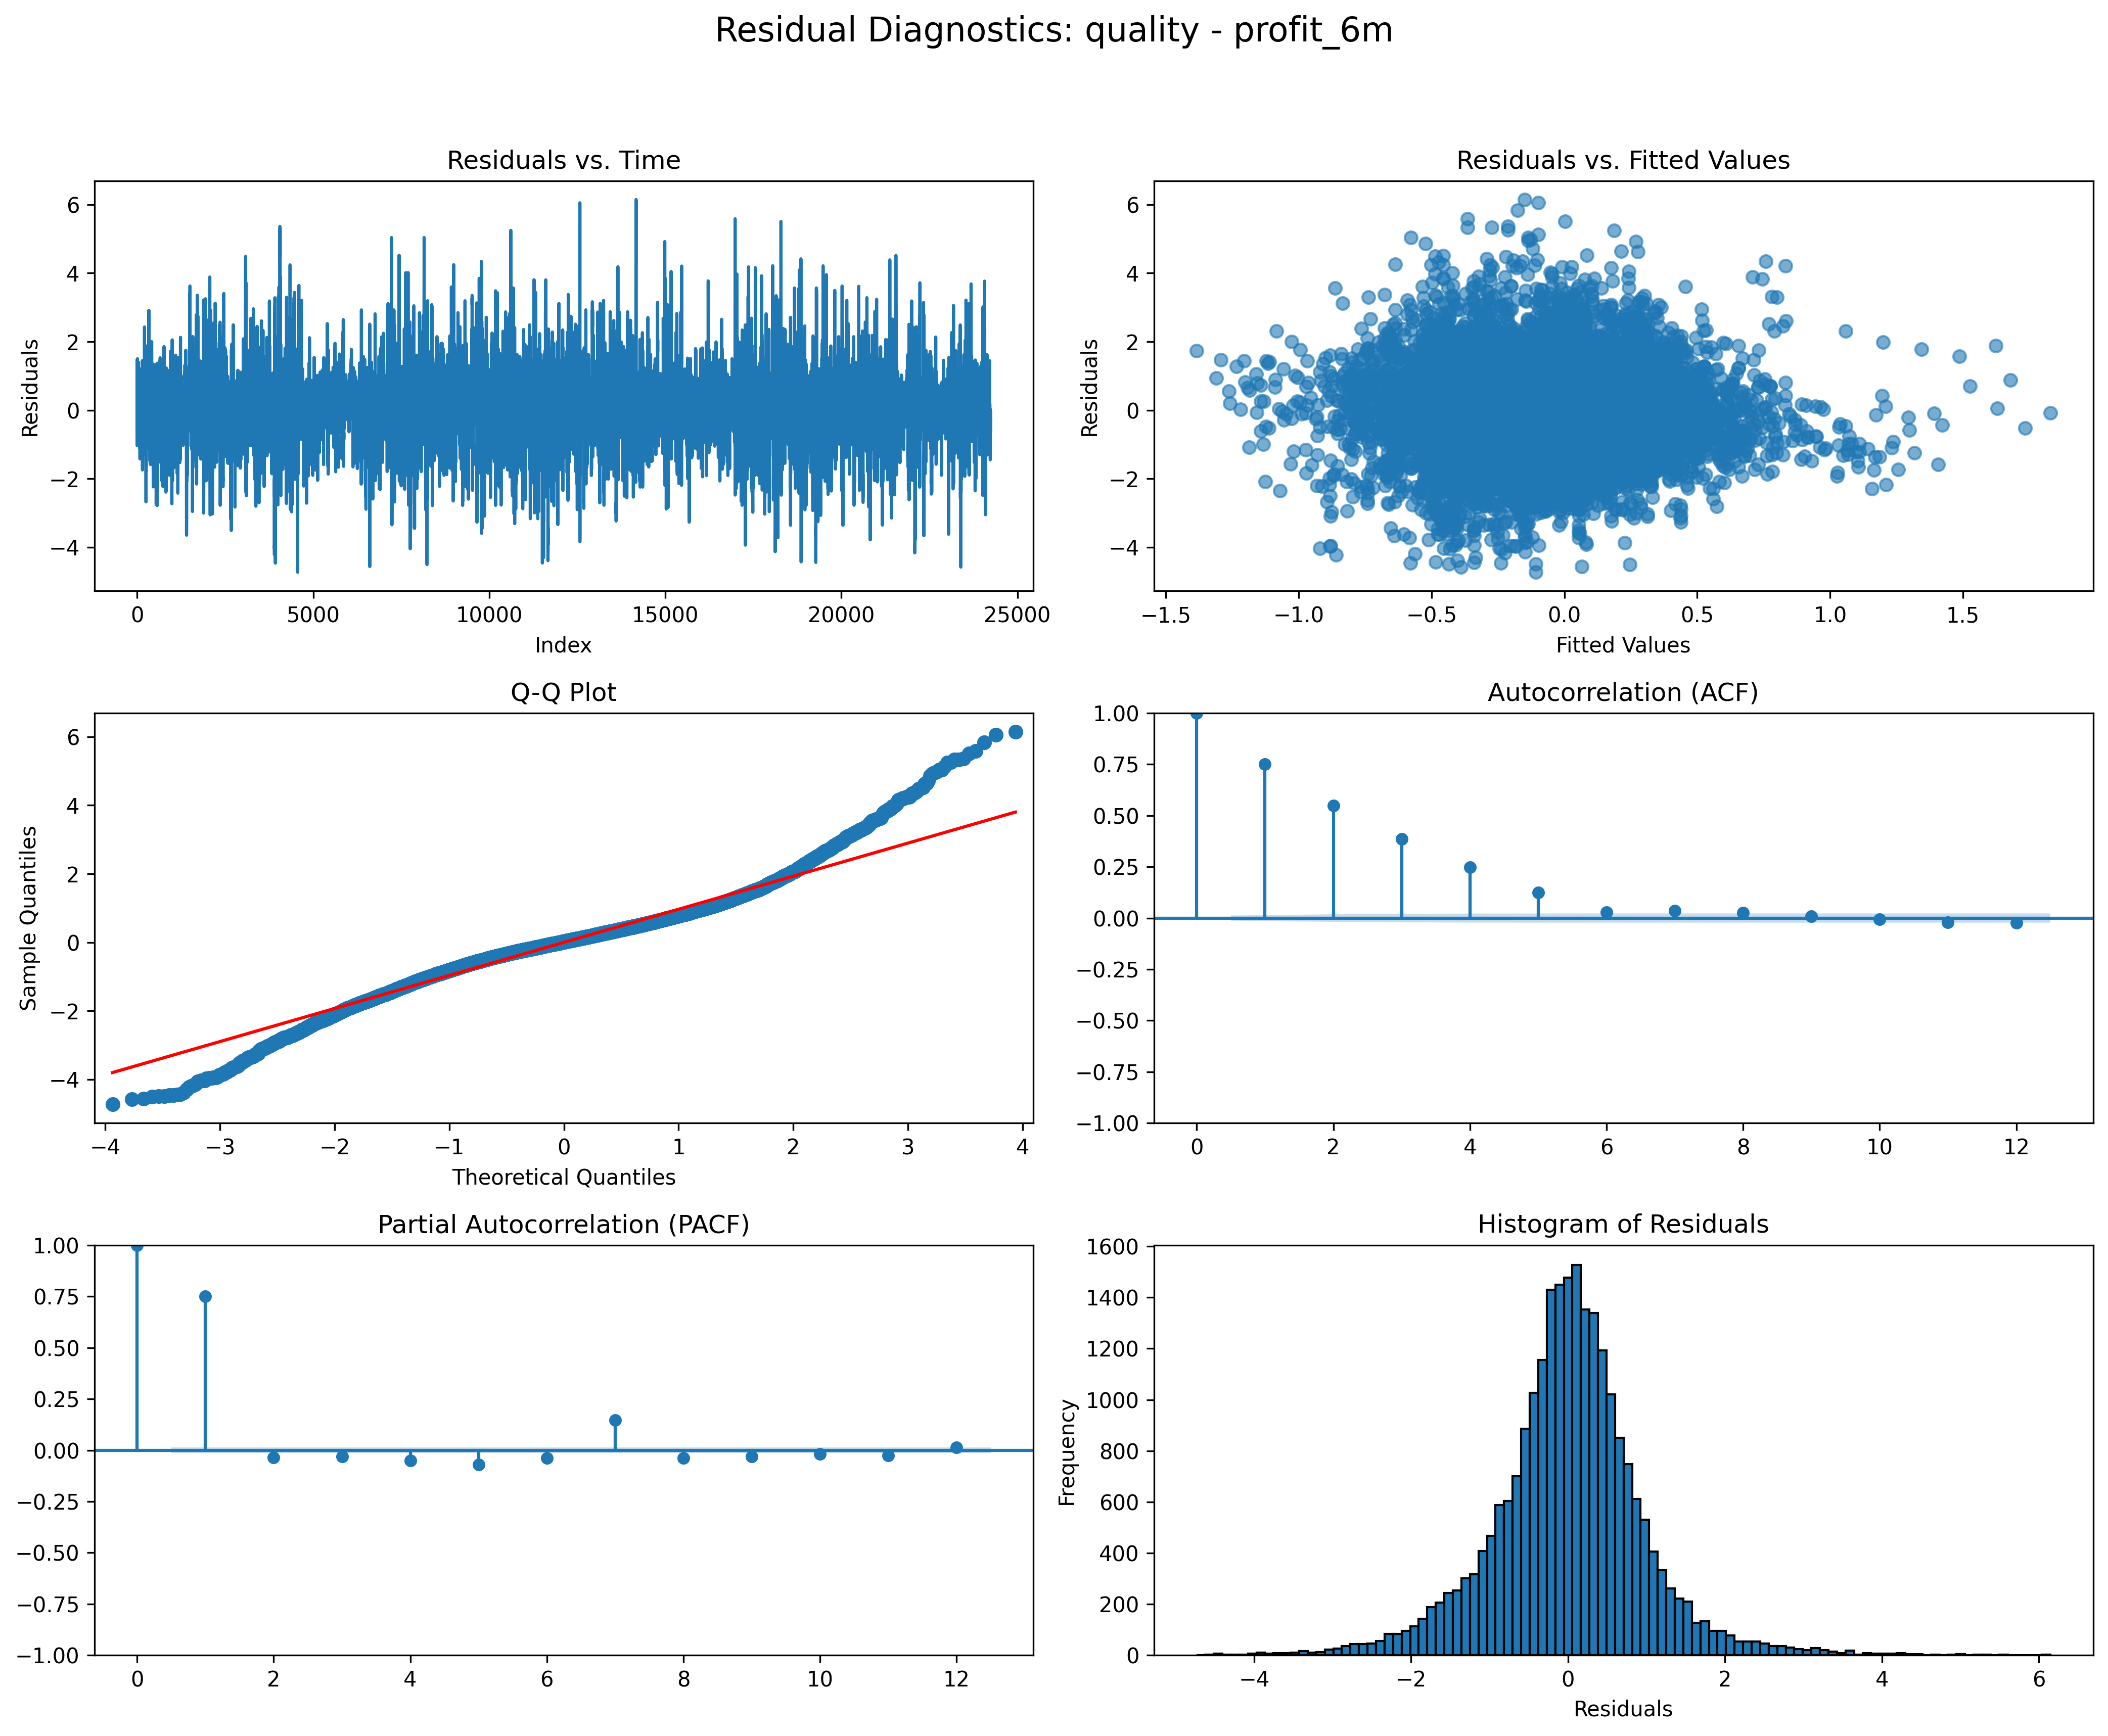 Residual Diagnostics: quality - profit_6m
Residuals vs. Time
Residuals
6
4
2
0
−2
−4
0 5000 10000 15000 20000 25000
Index
Residuals vs. Fitted Values
Residuals
6
4
2
0
−2
−4
−1.5 −1.0 −0.5 0.0 0.5 1.0 1.5
Fitted Values
Q-Q Plot
Sample Quantiles
6
4
2
0
−2
−4
−4 −3 −2 −1 0 1 2 3 4
Theoretical Quantiles
Autocorrelation (ACF)
1.00
0.75
0.50
0.25
0.00
−0.25
−0.50
−0.75
−1.00
0 2 4 6 8 10 12
Partial Autocorrelation (PACF)
1.00
0.75
0.50
0.25
0.00
−0.25
−0.50
−0.75
−1.00
0 2 4 6 8 10 12
Histogram of Residuals
Frequency
1600
1400
1200
1000
800
600
400
200
0
−4 −2 0 2 4 6
Residuals